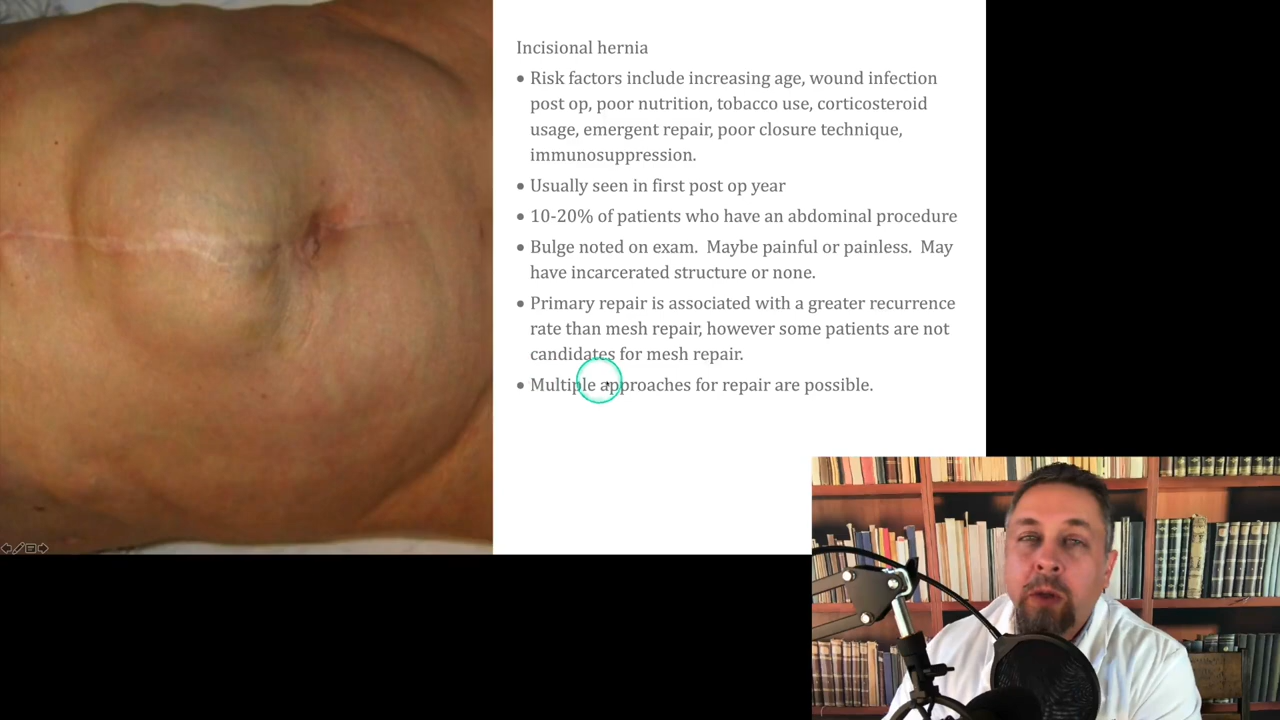 Incisional hernia
• Risk factors include increasing age, wound infection
post op, poor nutrition, tobacco use, corticosteroid
usage, emergent repair, poor closure technique,
immunosuppression.
• Usually seen in first post op year
• 10-20% of patients who have an abdominal procedure
• Bulge noted on exam.  Maybe painful or painless.  May
have incarcerated structure or none.
• Primary repair is associated with a greater recurrence
rate than mesh repair, however some patients are not
candidates for mesh repair.
• Multiple approaches for repair are possible.